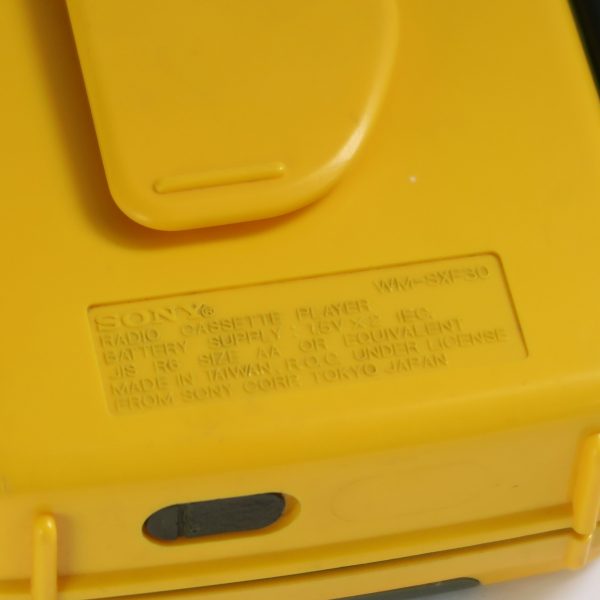 WM-SXF30
SONY®
RADIO CASSETTE PLAYER
BATTERY SUPPLY : 1.5V × 2 IEC,
JIS R6 SIZE AA OR EQUIVALENT
MADE IN TAIWAN, R.O.C. UNDER LICENSE
FROM SONY CORP. TOKYO JAPAN